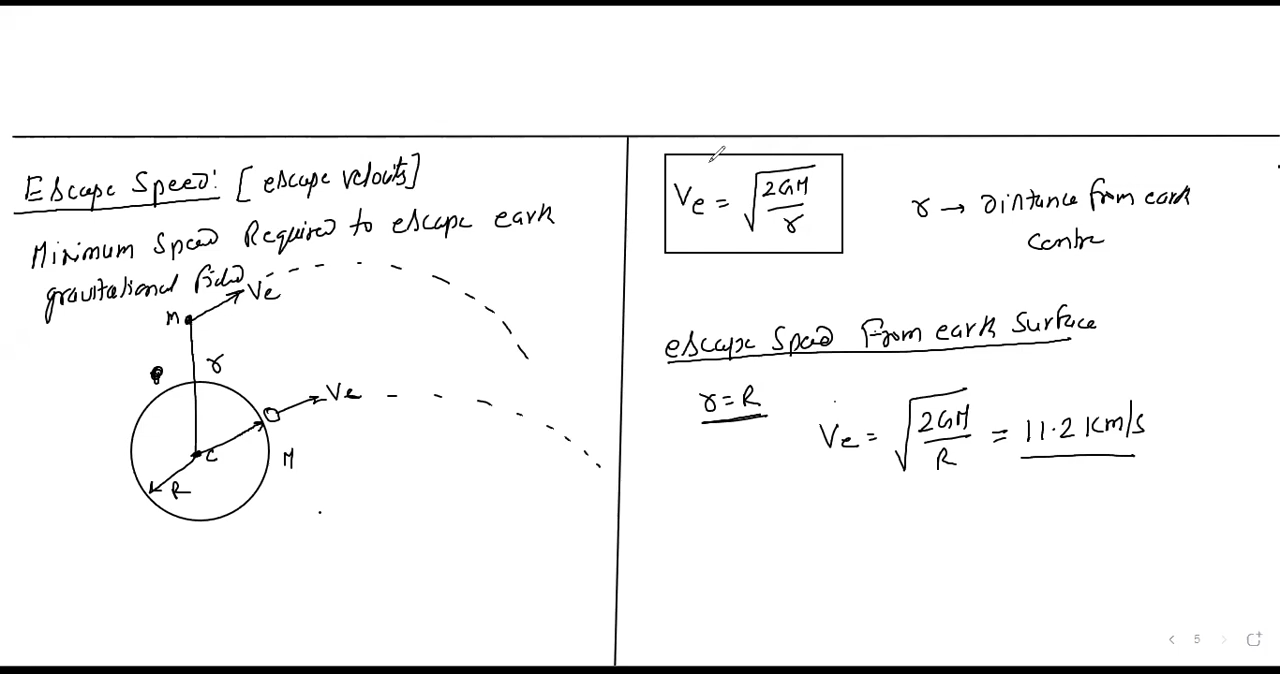 Escape Speed: [escape velocity]
Minimum Speed Required to escape earth
gravitational field
Ve
M
r
Ve
C
M
R
Ve = √(2GM/r)
r → Distance from earth
centre
escape Speed From earth Surface
r = R
Ve = √(2GM/R) = 11.2 Km/s
5